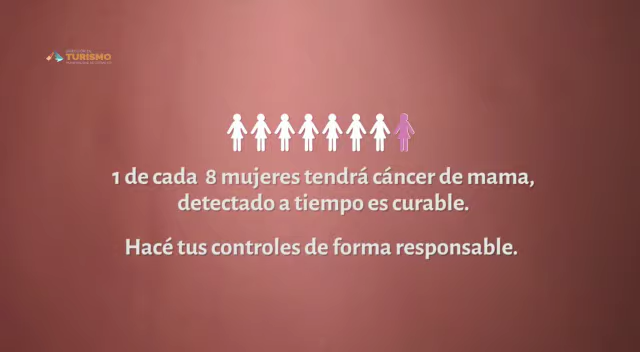 TURISMO
1 de cada 8 mujeres tendrá cáncer de mama,
detectado a tiempo es curable.
Hacé tus controles de forma responsable.